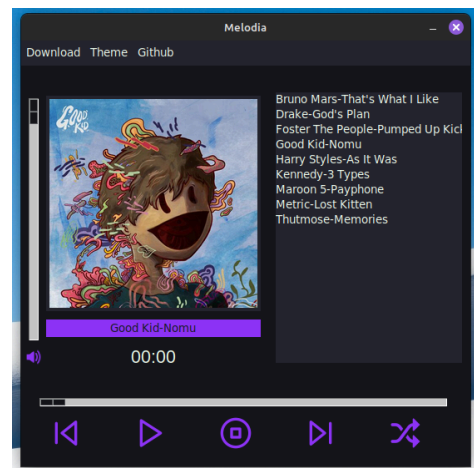 Melodia
Download Theme Github
GOOD
KID
Bruno Mars-That's What I Like
Drake-God's Plan
Foster The People-Pumped Up Kicl
Good Kid-Nomu
Harry Styles-As It Was
Kennedy-3 Types
Maroon 5-Payphone
Metric-Lost Kitten
Thutmose-Memories
Good Kid-Nomu
00:00